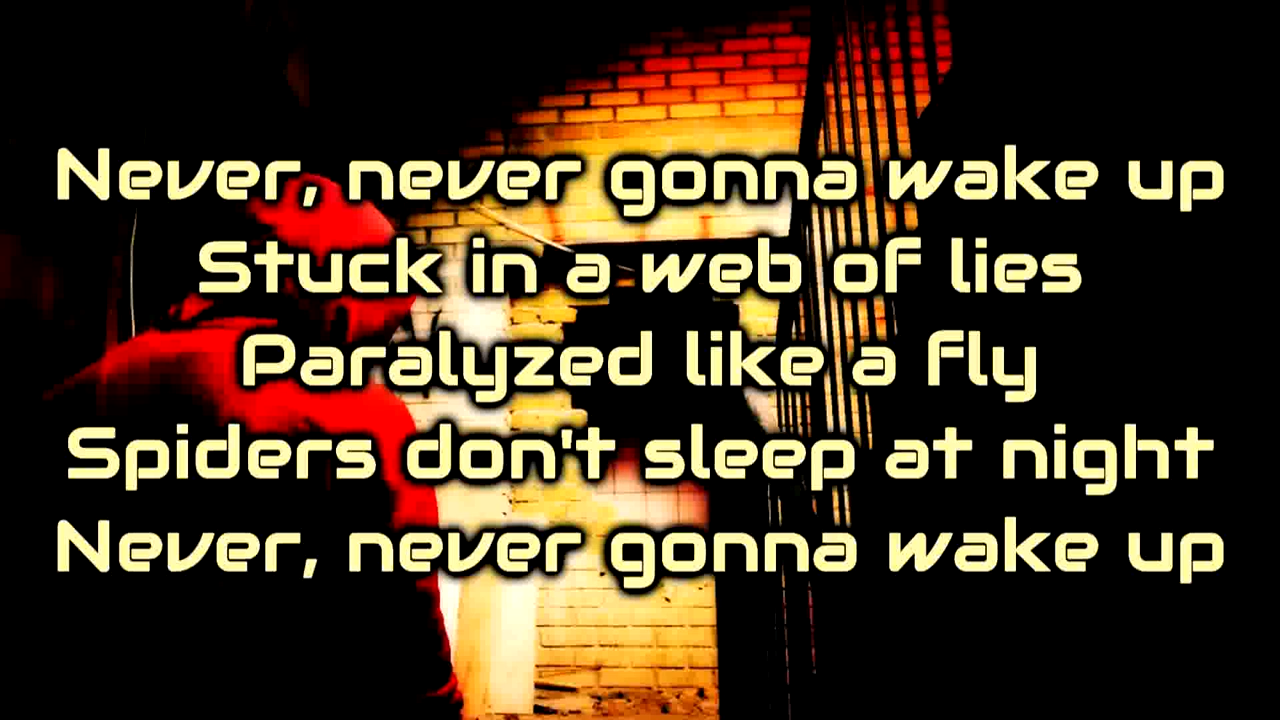 Never, never gonna wake up
Stuck in a web of lies
Paralyzed like a fly
Spiders don't sleep at night
Never, never gonna wake up